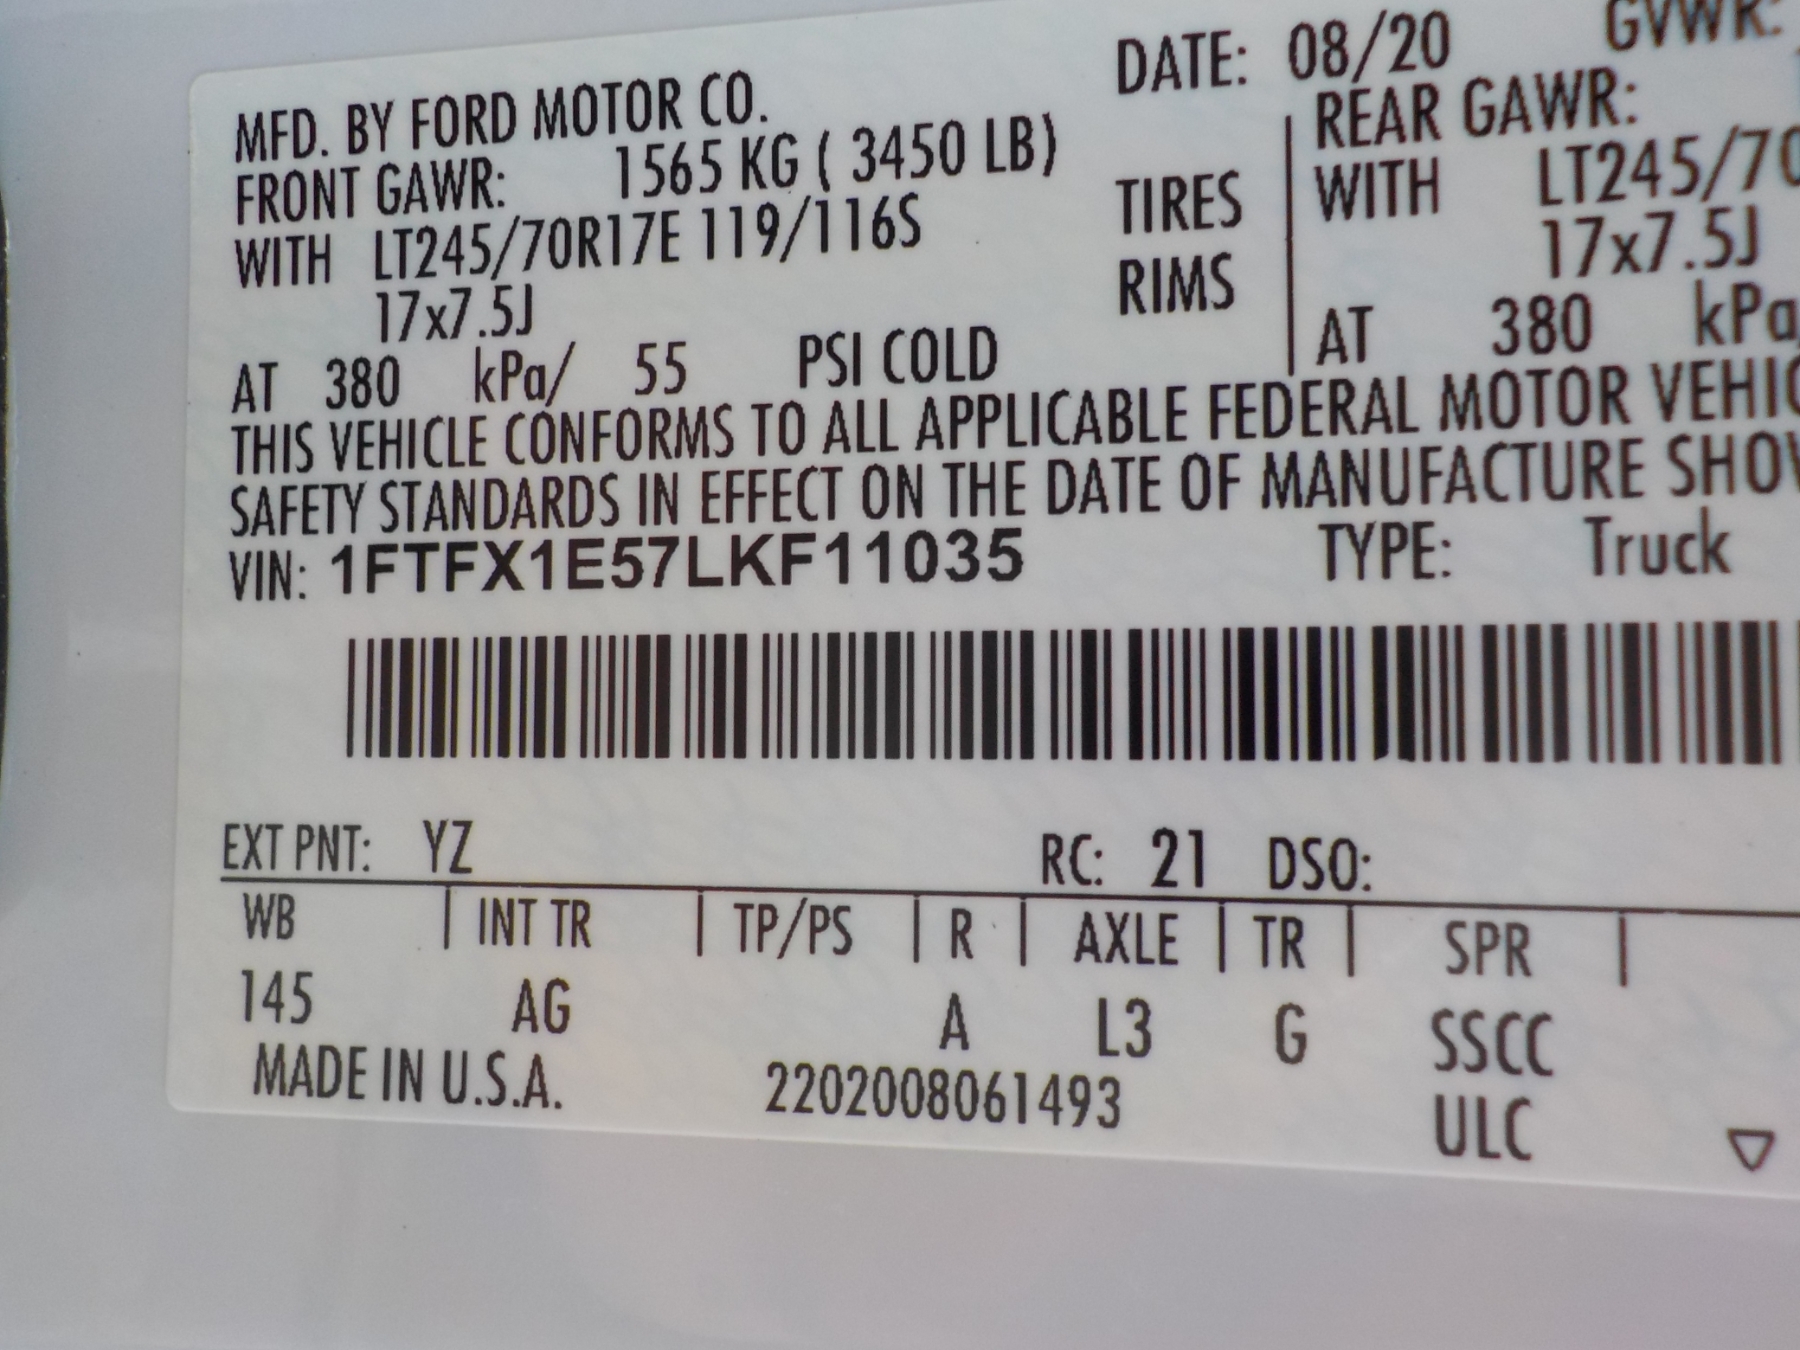 MFD. BY FORD MOTOR CO. DATE: 08/20 GVWR:
FRONT GAWR: 1565 KG ( 3450 LB) REAR GAWR:
WITH LT245/70R17E 119/116S TIRES WITH LT245/70
17x7.5J RIMS 17x7.5J
AT 380 kPa/ 55 PSI COLD AT 380 kPa/
THIS VEHICLE CONFORMS TO ALL APPLICABLE FEDERAL MOTOR VEHIC
SAFETY STANDARDS IN EFFECT ON THE DATE OF MANUFACTURE SHOW
VIN: 1FTFX1E57LKF11035 TYPE: Truck
EXT PNT: YZ RC: 21 DSO:
WB | INT TR | TP/PS | R | AXLE | TR | SPR |
145 AG A L3 G SSCC
MADE IN U.S.A. 2202008061493 ULC